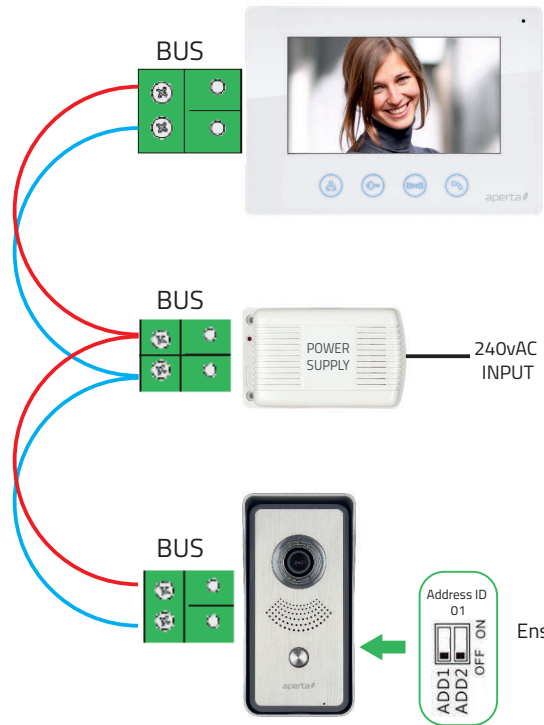 BUS
aperta
BUS
POWER
SUPPLY
240vAC
INPUT
BUS
aperta
Address ID
01
ADD1
ADD2
OFF ON
Ens